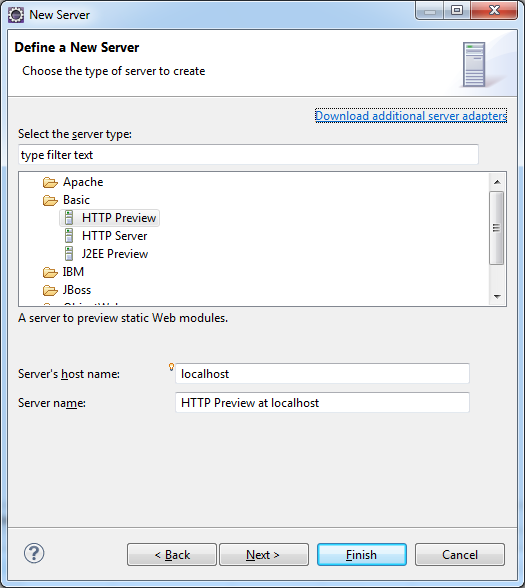 New Server
Define a New Server
Choose the type of server to create
Download additional server adapters
Select the server type:
type filter text
Apache
Basic
HTTP Preview
HTTP Server
J2EE Preview
IBM
JBoss
A server to preview static Web modules.
Server's host name:
localhost
Server name:
HTTP Preview at localhost
?
< Back
Next >
Finish
Cancel